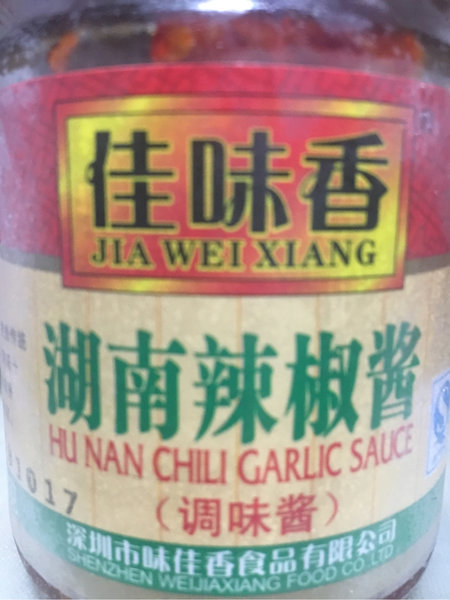 佳味香
JIA WEI XIANG
湖南辣椒酱
HU NAN CHILI GARLIC SAUCE
1017
(调味酱)
深圳市味佳香食品有限公司
SHENZHEN WEIJIAXIANG FOOD CO LTD